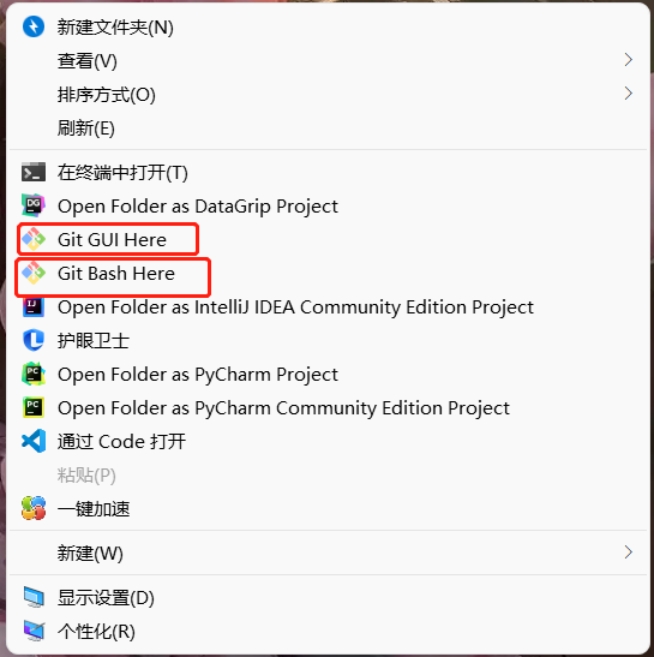 新建文件夹(N)
查看(V)
排序方式(O)
刷新(E)
在终端中打开(T)
Open Folder as DataGrip Project
Git GUI Here
Git Bash Here
Open Folder as IntelliJ IDEA Community Edition Project
护眼卫士
Open Folder as PyCharm Project
Open Folder as PyCharm Community Edition Project
通过 Code 打开
粘贴(P)
一键加速
新建(W)
显示设置(D)
个性化(R)